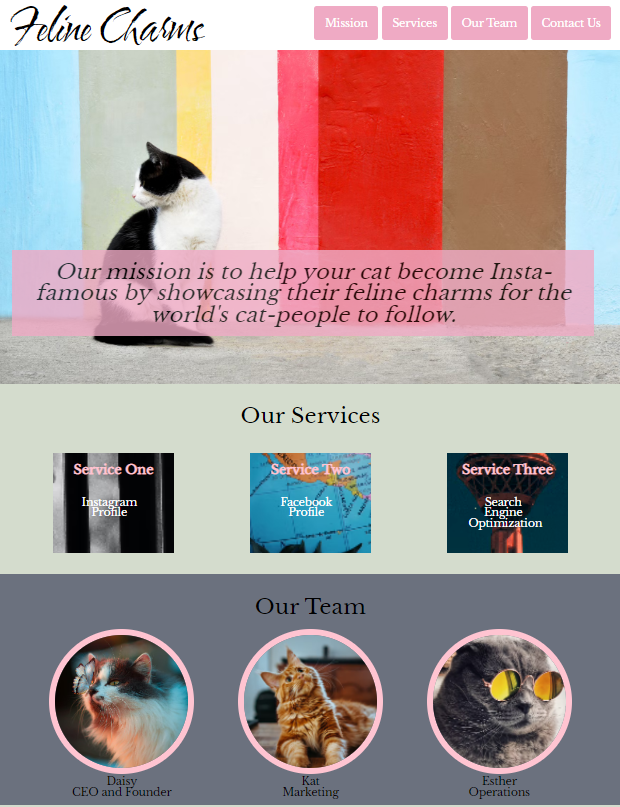 Feline Charms
Mission
Services
Our Team
Contact Us
Our mission is to help your cat become Insta-
famous by showcasing their feline charms for the
world's cat-people to follow.
Our Services
Service One
Instagram
Profile
Service Two
Facebook
Profile
Service Three
Search
Engine
Optimization
Our Team
Daisy
CEO and Founder
Kat
Marketing
Esther
Operations